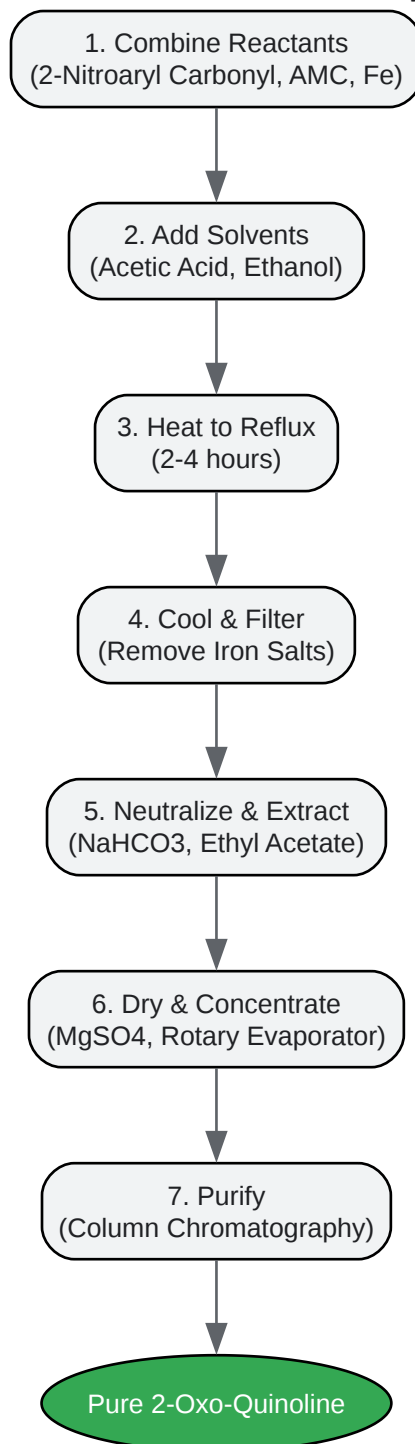 1. Combine Reactants
(2-Nitroaryl Carbonyl, AMC, Fe)
2. Add Solvents
(Acetic Acid, Ethanol)
3. Heat to Reflux
(2-4 hours)
4. Cool & Filter
(Remove Iron Salts)
5. Neutralize & Extract
(NaHCO3, Ethyl Acetate)
6. Dry & Concentrate
(MgSO4, Rotary Evaporator)
7. Purify
(Column Chromatography)
Pure 2-Oxo-Quinoline